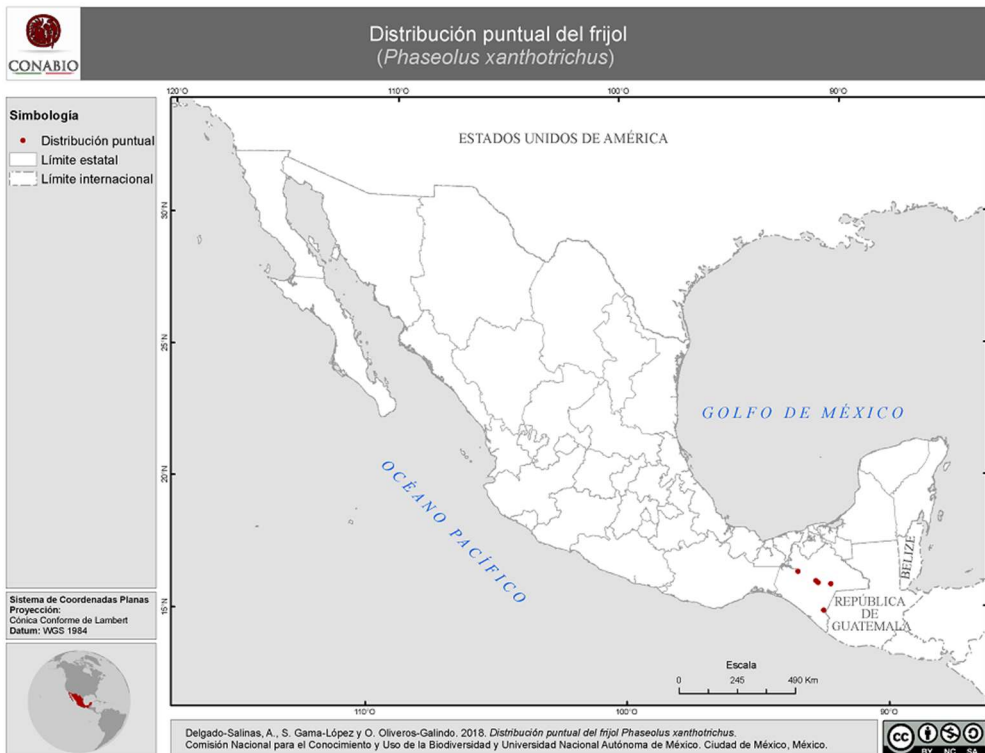 CONABIO
Distribución puntual del frijol
(Phaseolus xanthotrichus)
Simbología
Distribución puntual
Límite estatal
Límite internacional
120°O
110°O
100°O
90°O
30°N
25°N
20°N
15°N
ESTADOS UNIDOS DE AMÉRICA
GOLFO DE MÉXICO
OCÉANO PACÍFICO
BELIZE
REPÚBLICA
DE
GUATEMALA
Escala
0 245 490 Km
110°O
100°O
90°O
Sistema de Coordenadas Planas
Proyección:
Cónica Conforme de Lambert
Datum: WGS 1984
Delgado-Salinas, A., S. Gama-López y O. Oliveros-Galindo. 2018. Distribución puntual del frijol Phaseolus xanthotrichus.
Comisión Nacional para el Conocimiento y Uso de la Biodiversidad y Universidad Nacional Autónoma de México. Ciudad de México, México.
cc
BY NC SA